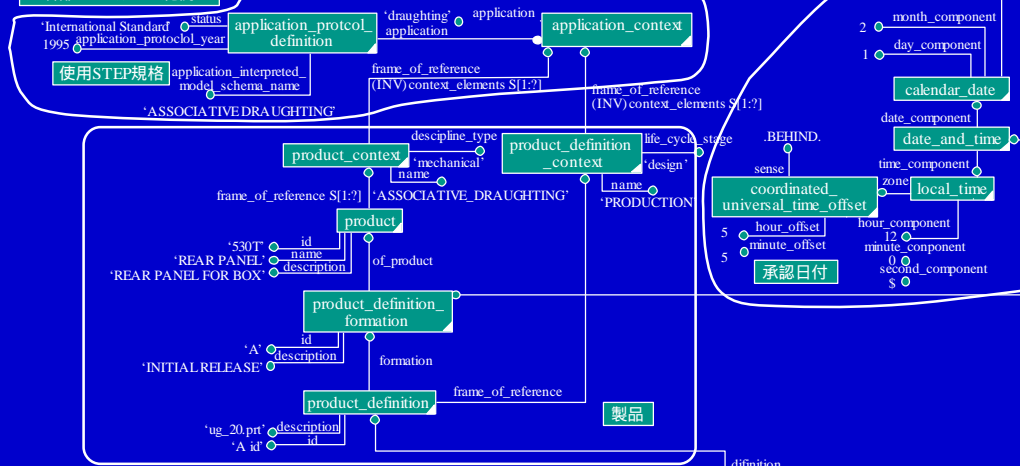 'International Standard'
status
1995
application_protoclol_year
application_protcol_
definition
'draughting'
application
application
application_context
使用STEP規格
application_interpreted_
model_schema_name
'ASSOCIATIVE DRAUGHTING'
frame_of_reference
(INV) context_elements S[1:?]
frame_of_reference
(INV) context_elements S[1:?]
product_context
descipline_type
'mechanical'
name
'ASSOCIATIVE_DRAUGHTING'
frame_of_reference S[1:?]
product_definition
_context
life_cycle_stage
'design'
name
'PRODUCTION
product
'530T'
id
'REAR PANEL'
name
'REAR PANEL FOR BOX'
description
of_product
product_definition_
formation
'A'
id
'INITIAL RELEASE'
description
formation
product_definition
frame_of_reference
'ug_20.prt'
description
'A id'
id
製品
difinition
2
month_component
1
day_component
calendar_date
date_component
date_and_time
time_component
.BEHIND.
sense
coordinated_
universal_time_offset
zone
local_time
5
hour_offset
5
minute_offset
hour_component
12
minute_component
0
second_component
$
承認日付